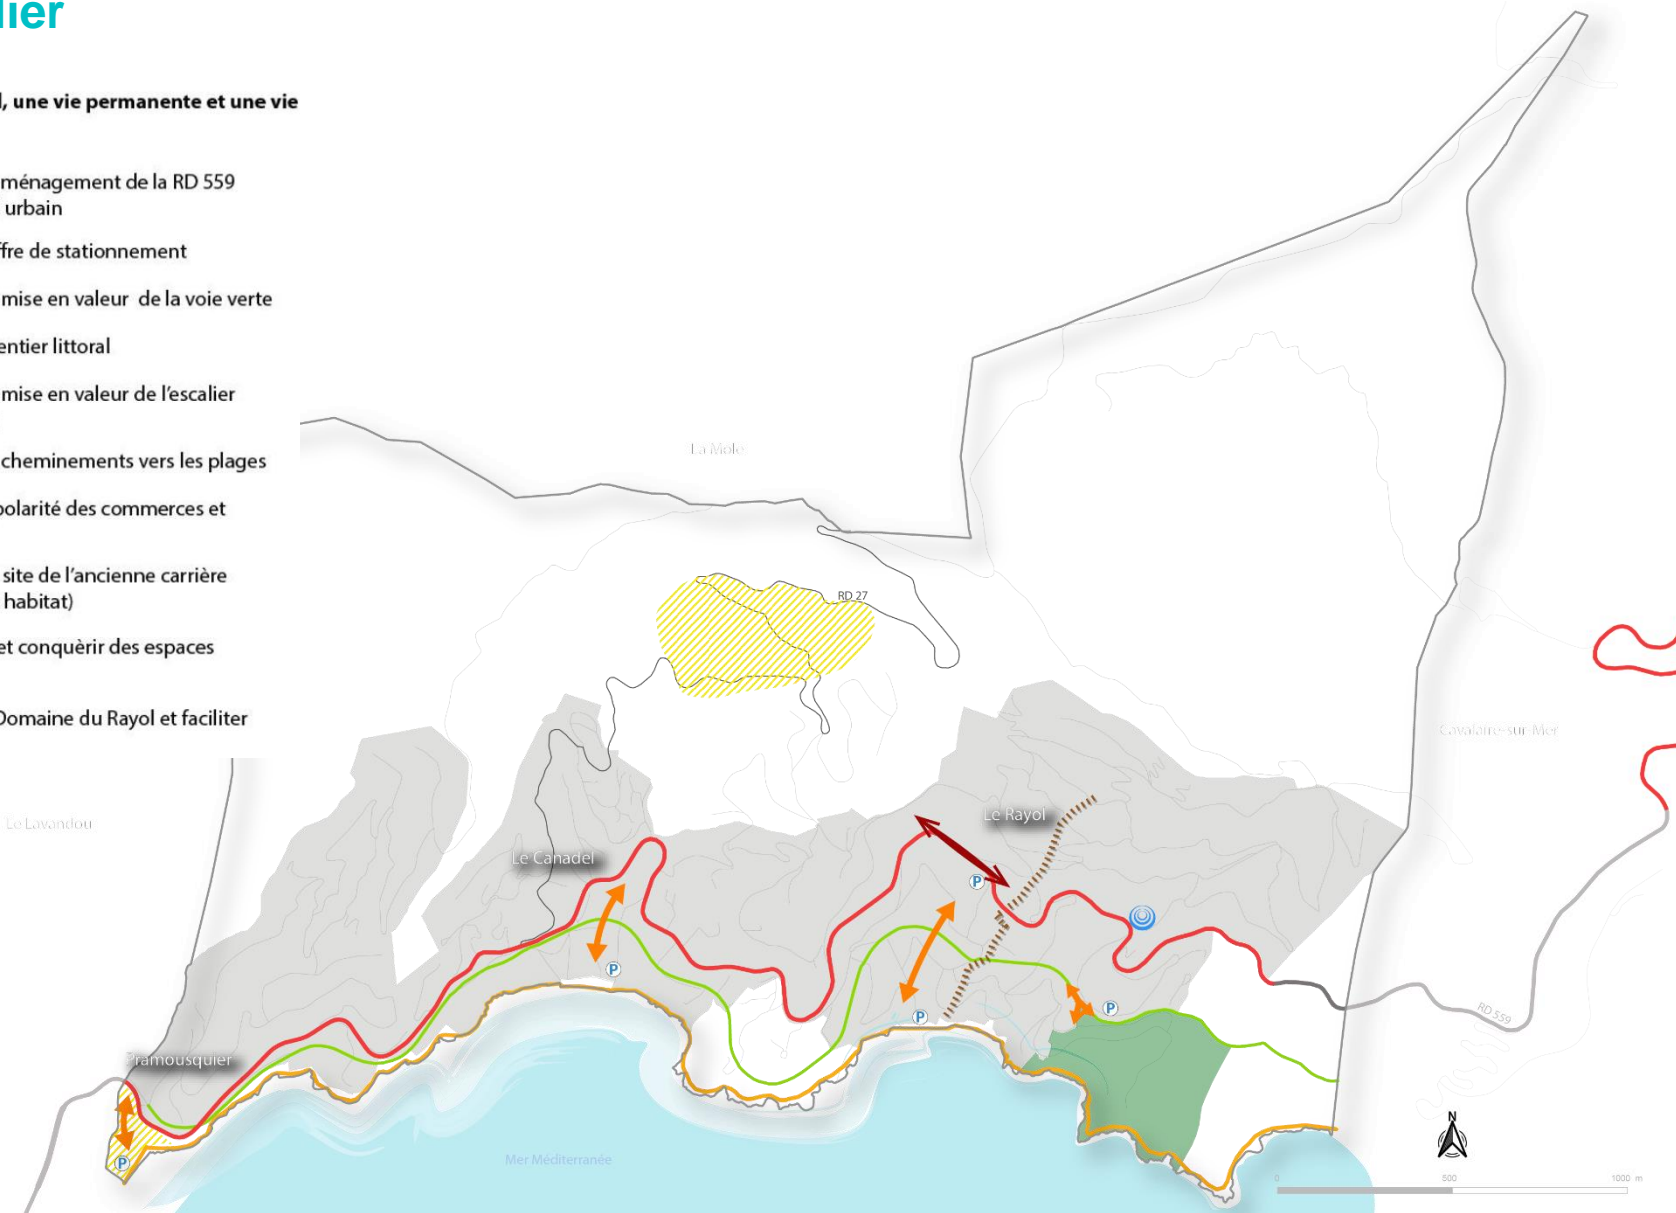 lier
, une vie permanente et une vie
ménagement de la RD 559
urbain
ffre de stationnement
mise en valeur de la voie verte
entier littoral
mise en valeur de l'escalier
cheminements vers les plages
polarité des commerces et
site de l'ancienne carrière
habitat)
et conquèrir des espaces
Domaine du Rayol et faciliter
La Mole
RD 27
Cavalaire-sur-Mer
Le Lavandou
Le Rayol
Le Canadel
P
P
P
P
RD 559
Pramousquier
P
Mer Méditerranée
N
0 500 1000 m